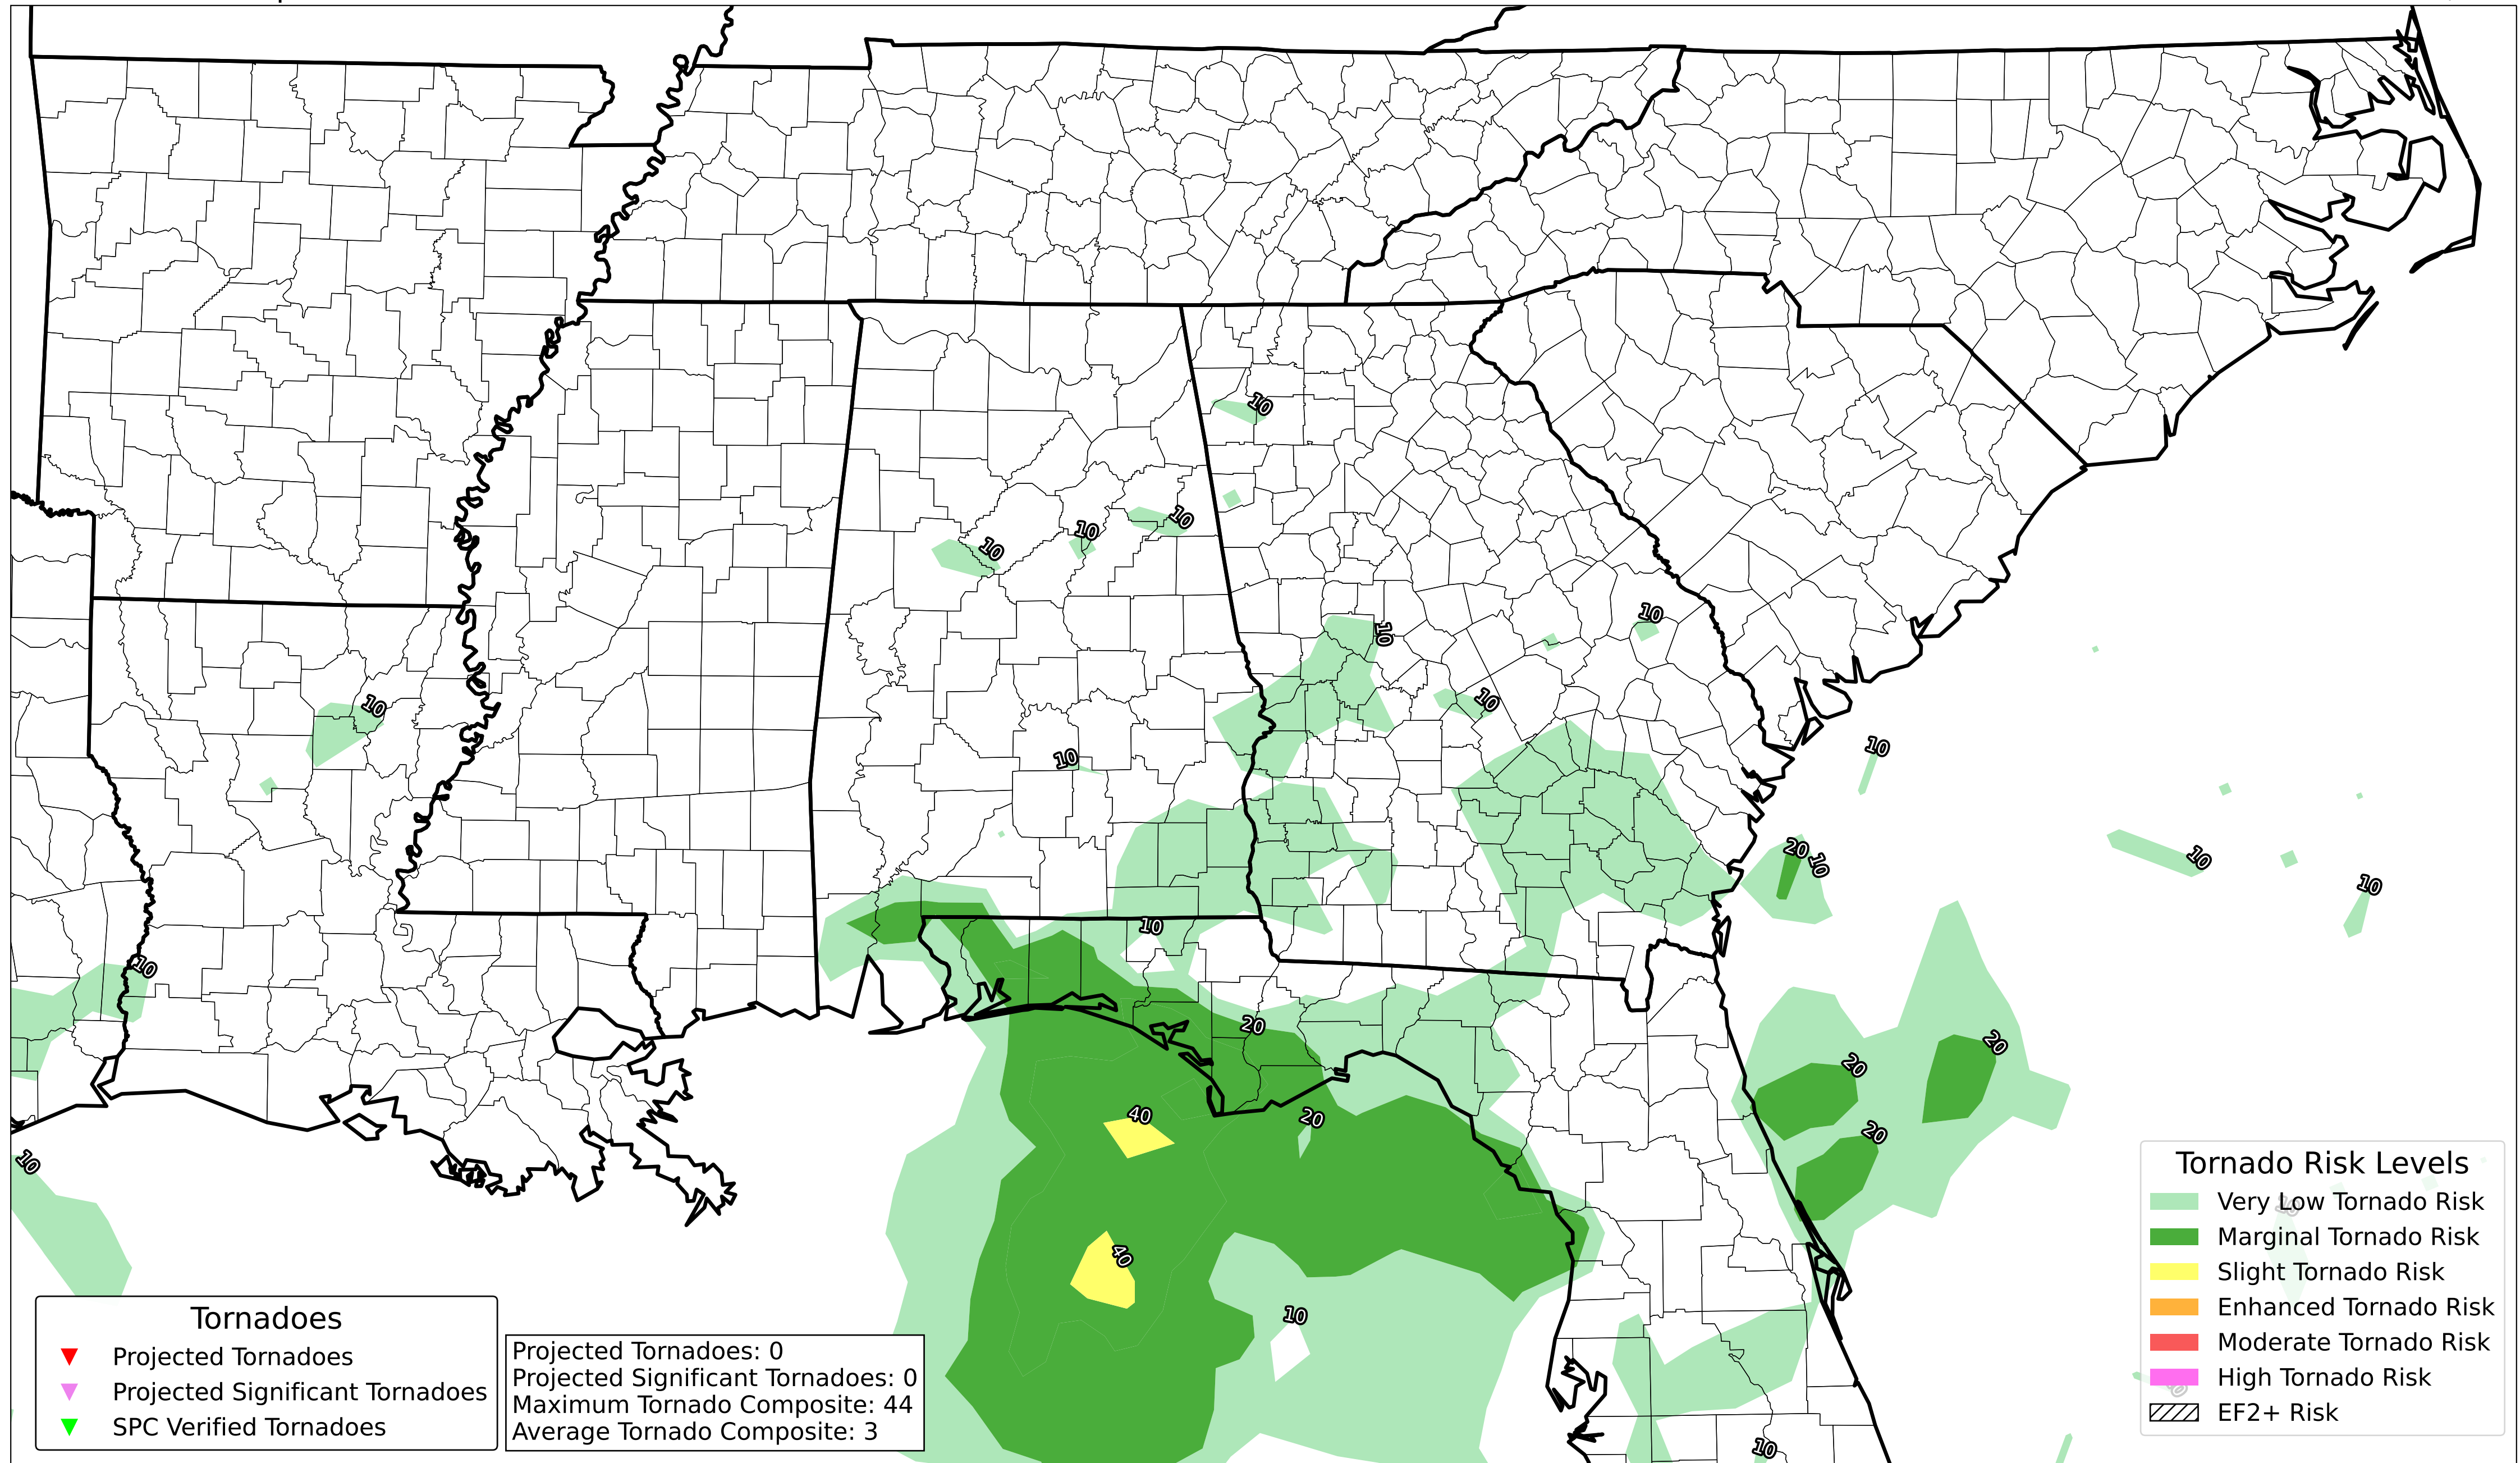 10
10
10
10
10
10
10
10
10
10
20
10
10
10
10
10
20
20
20
40
20
20
10
40
10
10
Tornado Risk Levels
Very Low Tornado Risk
Marginal Tornado Risk
Slight Tornado Risk
Enhanced Tornado Risk
Moderate Tornado Risk
High Tornado Risk
EF2+ Risk
Tornadoes
Projected Tornadoes
Projected Significant Tornadoes
SPC Verified Tornadoes
Projected Tornadoes: 0
Projected Significant Tornadoes: 0
Maximum Tornado Composite: 44
Average Tornado Composite: 3